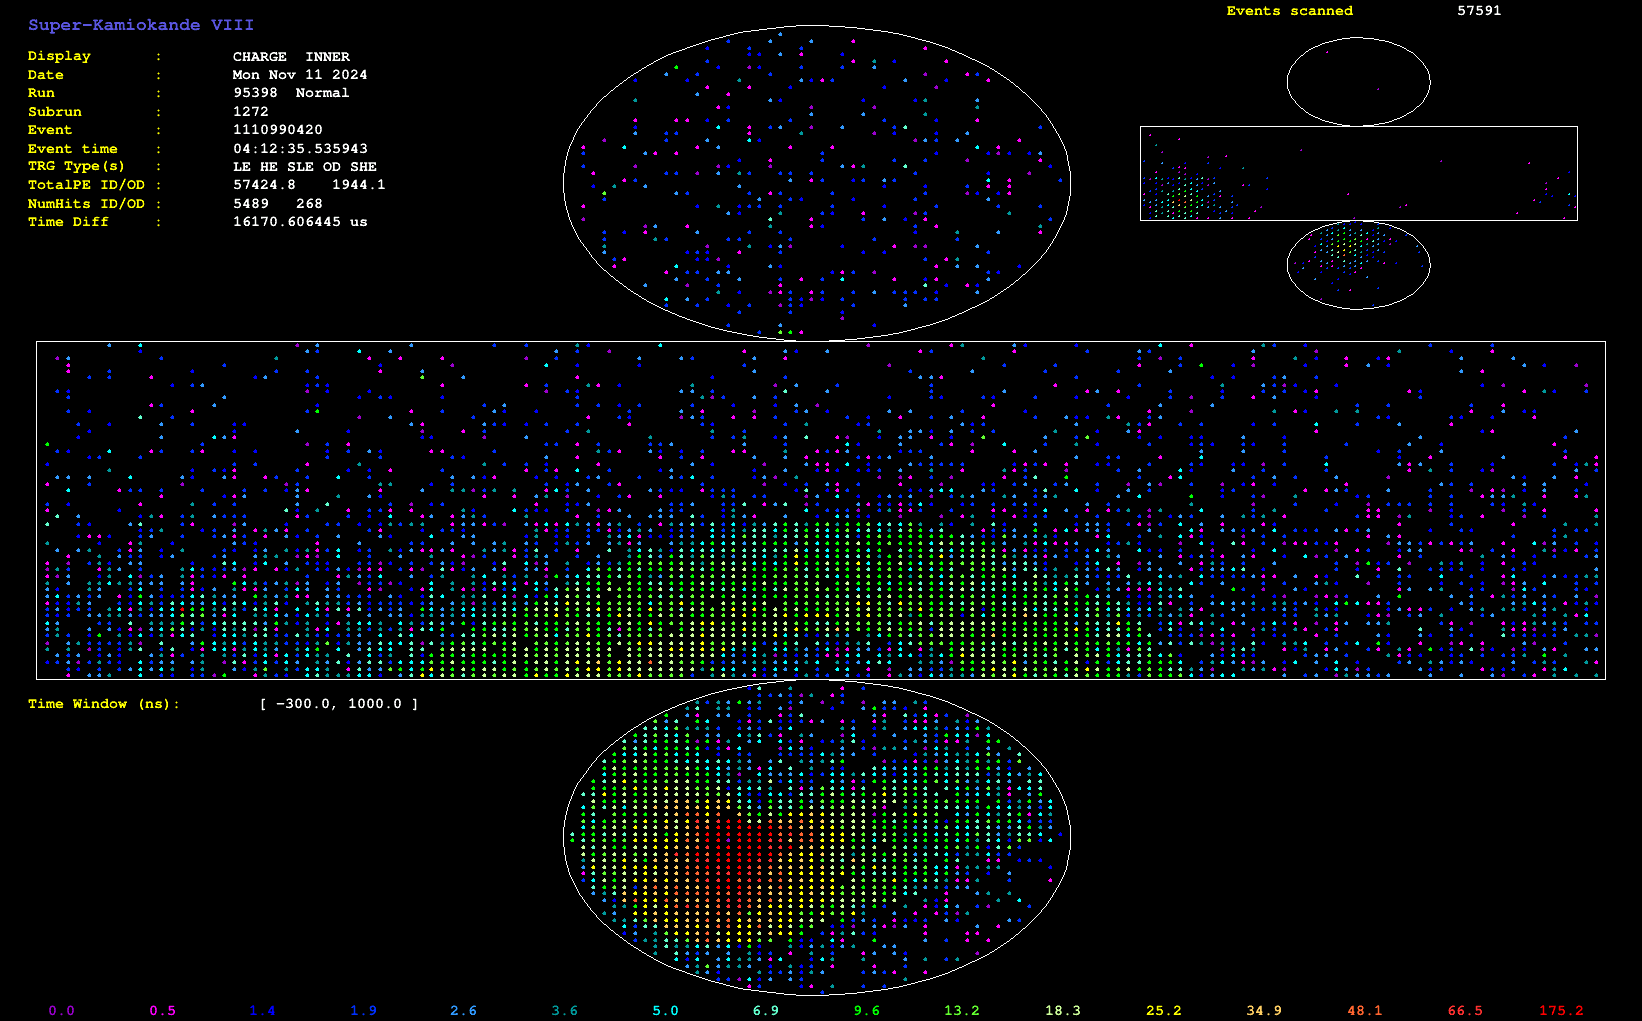 Super-Kamiokande VIII
Events scanned 57591
Display : CHARGE INNER
Date : Mon Nov 11 2024
Run : 95398 Normal
Subrun : 1272
Event : 1110990420
Event time : 04:12:35.535943
TRG Type(s) : LE HE SLE OD SHE
TotalPE ID/OD : 57424.8 1944.1
NumHits ID/OD : 5489 268
Time Diff : 16170.606445 us
Time Window (ns): [ -300.0, 1000.0 ]
0.0 0.5 1.4 1.9 2.6 3.6 5.0 6.9 9.6 13.2 18.3 25.2 34.9 48.1 66.5 175.2